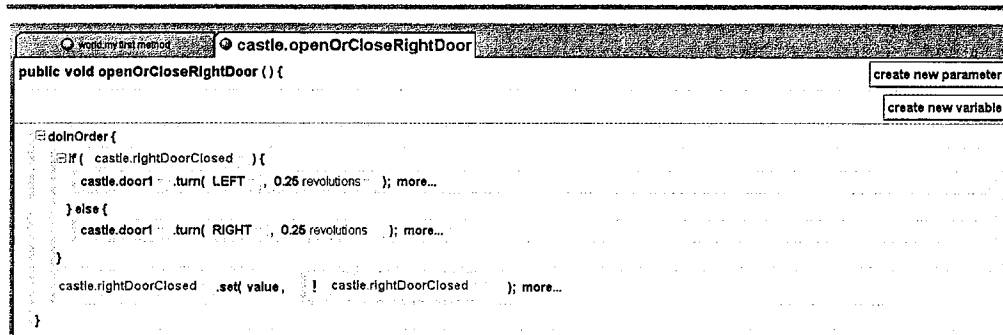 world.my first method castle.openOrCloseRightDoor
public void openOrCloseRightDoor ( ) {
create new parameter
create new variable
doInOrder {
if ( castle.rightDoorClosed ) {
castle.door1 .turn( LEFT , 0.25 revolutions ); more...
} else {
castle.door1 .turn( RIGHT , 0.25 revolutions ); more...
}
castle.rightDoorClosed .set( value , ! castle.rightDoorClosed ); more...
}